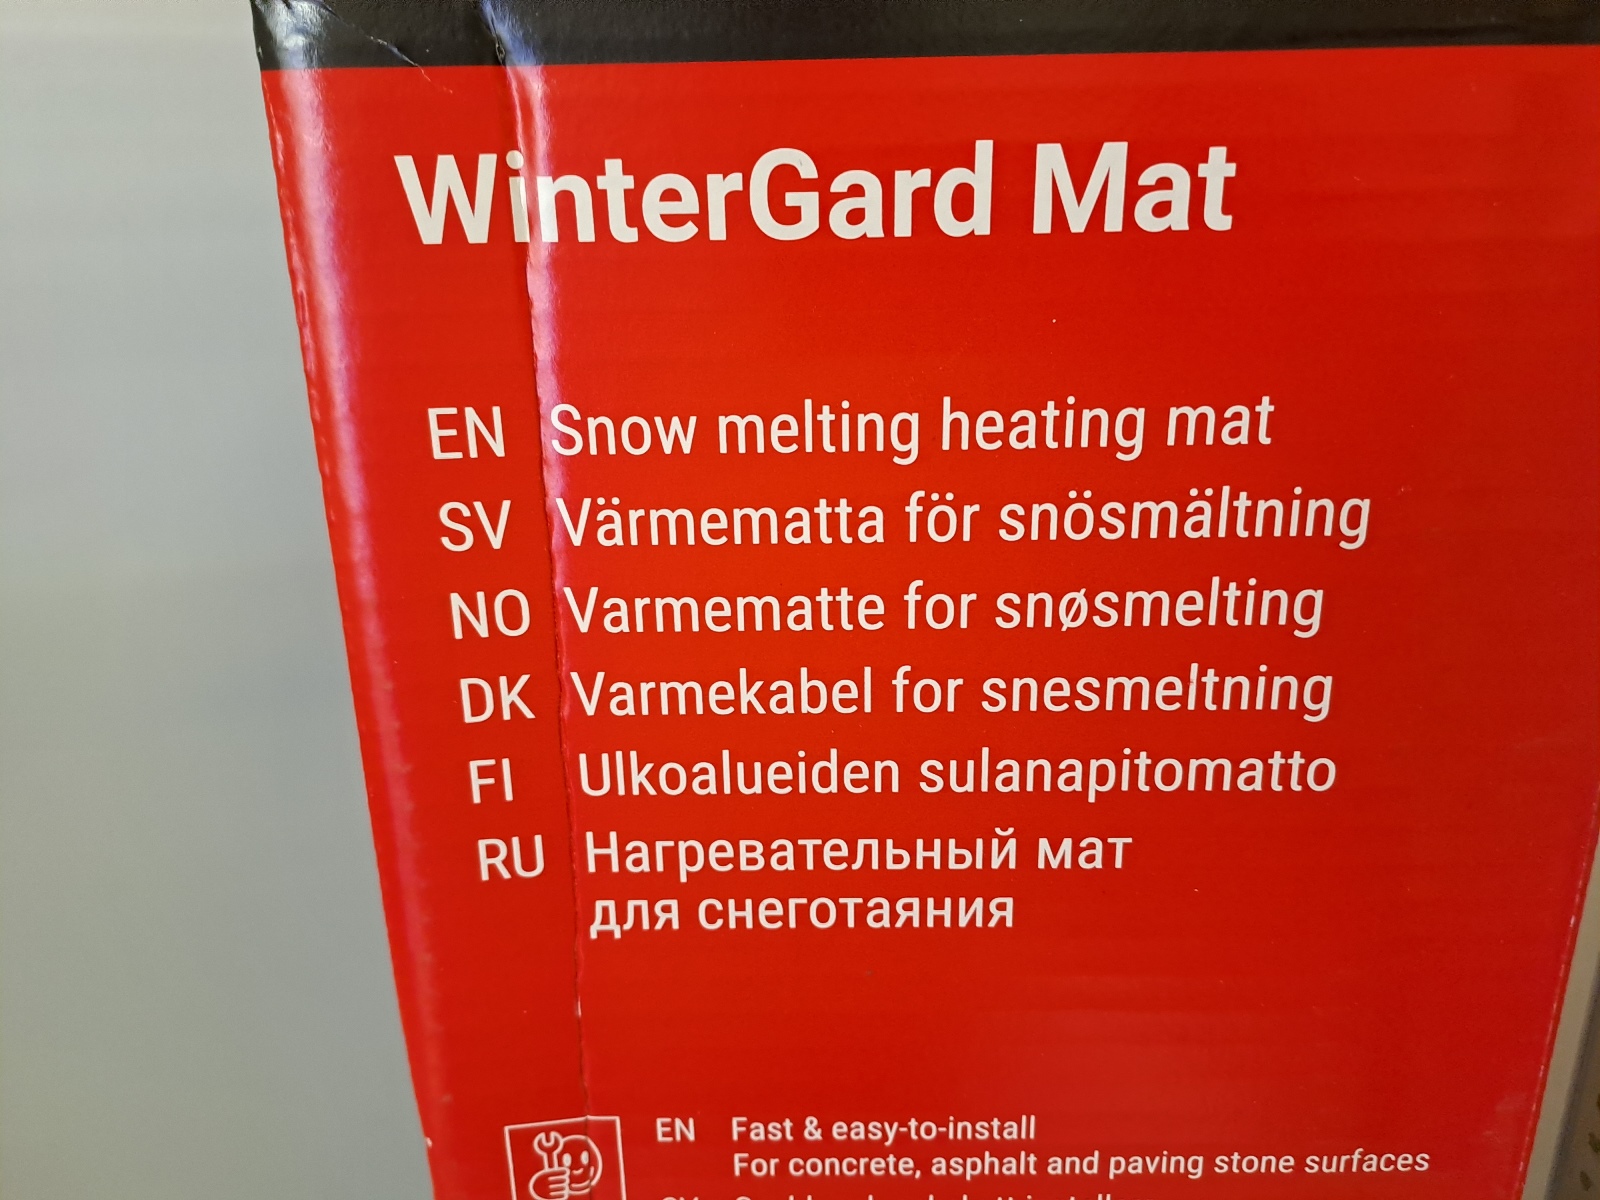 WinterGard Mat
EN Snow melting heating mat
SV Värmematta för snösmältning
NO Varmematte for snøsmelting
DK Varmekabel for snesmeltning
FI Ulkoalueiden sulanapitomatto
RU Нагревательный мат
для снеготаяния
EN Fast & easy-to-install
For concrete, asphalt and paving stone surfaces